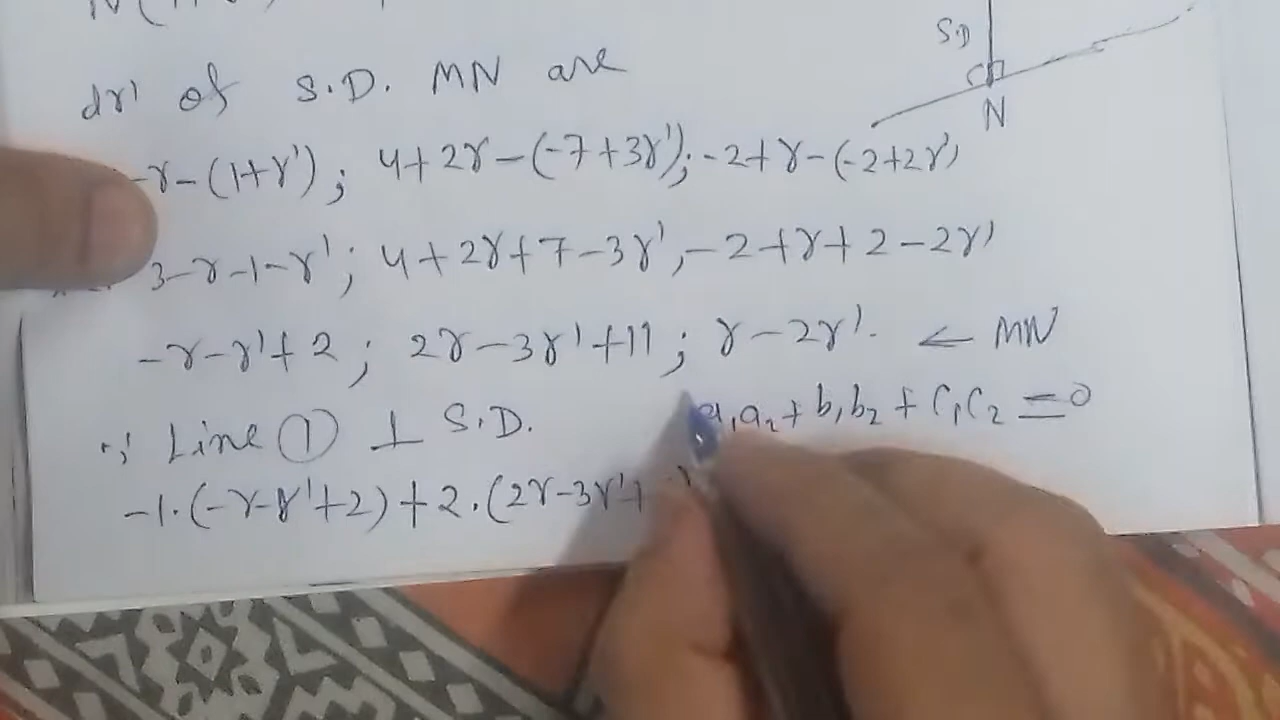 S.D
N
dr' of S.D. MN are
-r-(1+r'); 4+2r-(-7+3r'); -2+r-(-2+2r')
3-r-1-r'; 4+2r+7-3r', -2+r+2-2r'
-r-r'+2; 2r-3r'+11; r-2r'. ← MN
∵ Line ① ⊥ S.D. a₁a₂+b₁b₂+c₁c₂=0
-1.(-r-r'+2)+2.(2r-3r'+